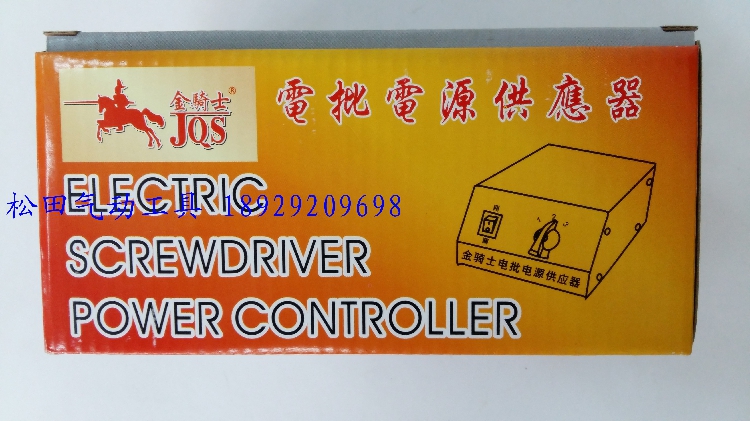 金骑士®
JQS
電批電源供應器
ELECTRIC
松田气动工具 18929209698
SCREWDRIVER
POWER CONTROLLER
金骑士电批电源供应器